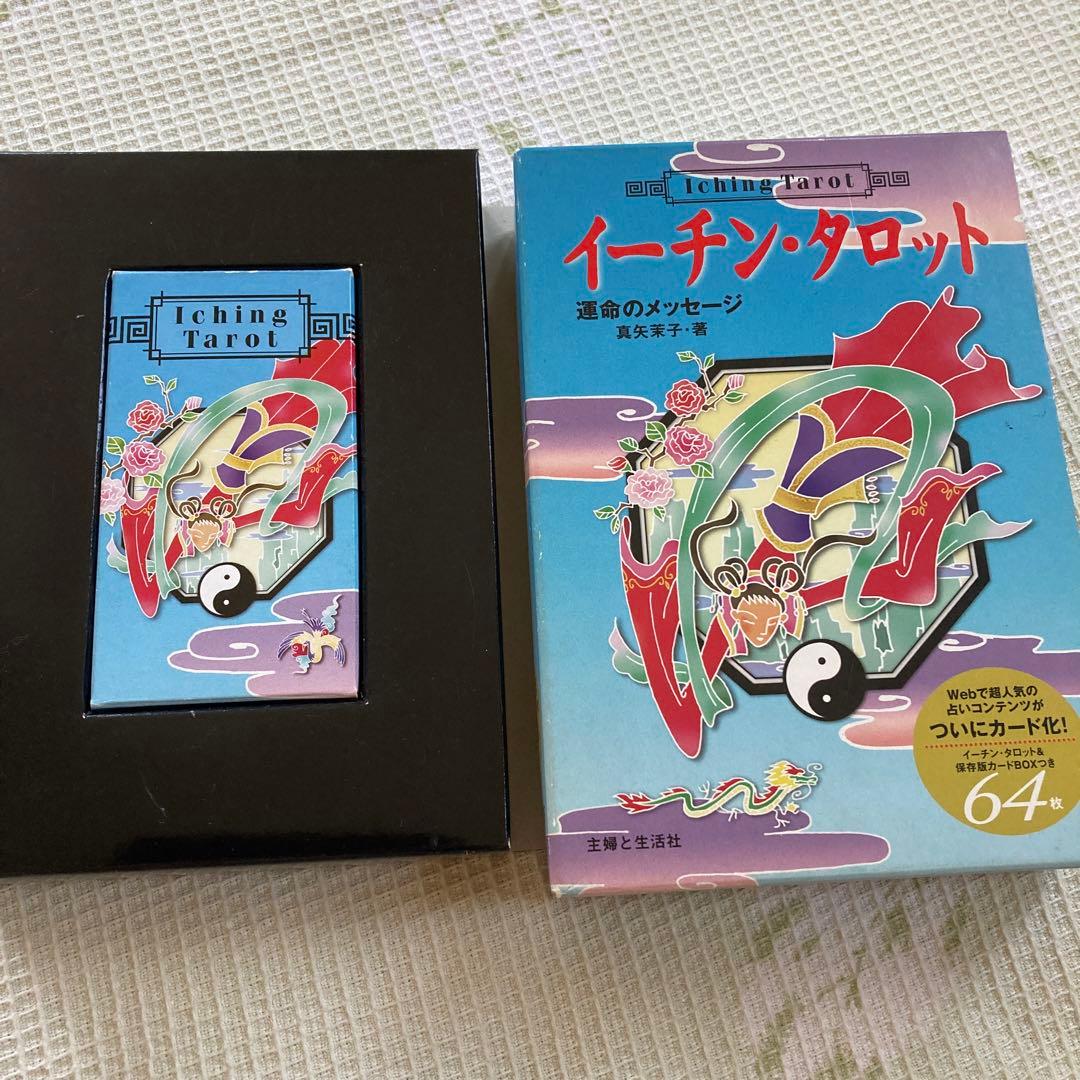 Iching
Tarot
Iching Tarot
イーチン・タロット
運命のメッセージ
真矢茉子・著
Webで超人気の
占いコンテンツが
ついにカード化!
イーチン・タロット&
保存版カードBOXつき
64枚
主婦と生活社